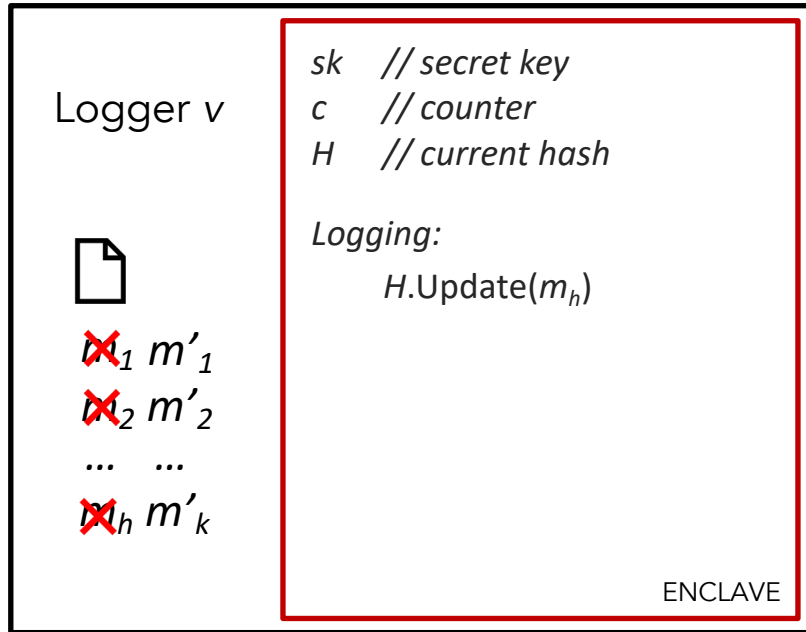 Logger v
m₁ m’₁
m₂ m’₂
... ...
mₕ m’ₖ
sk // secret key
c // counter
H // current hash
Logging:
H.Update(mₕ)
ENCLAVE